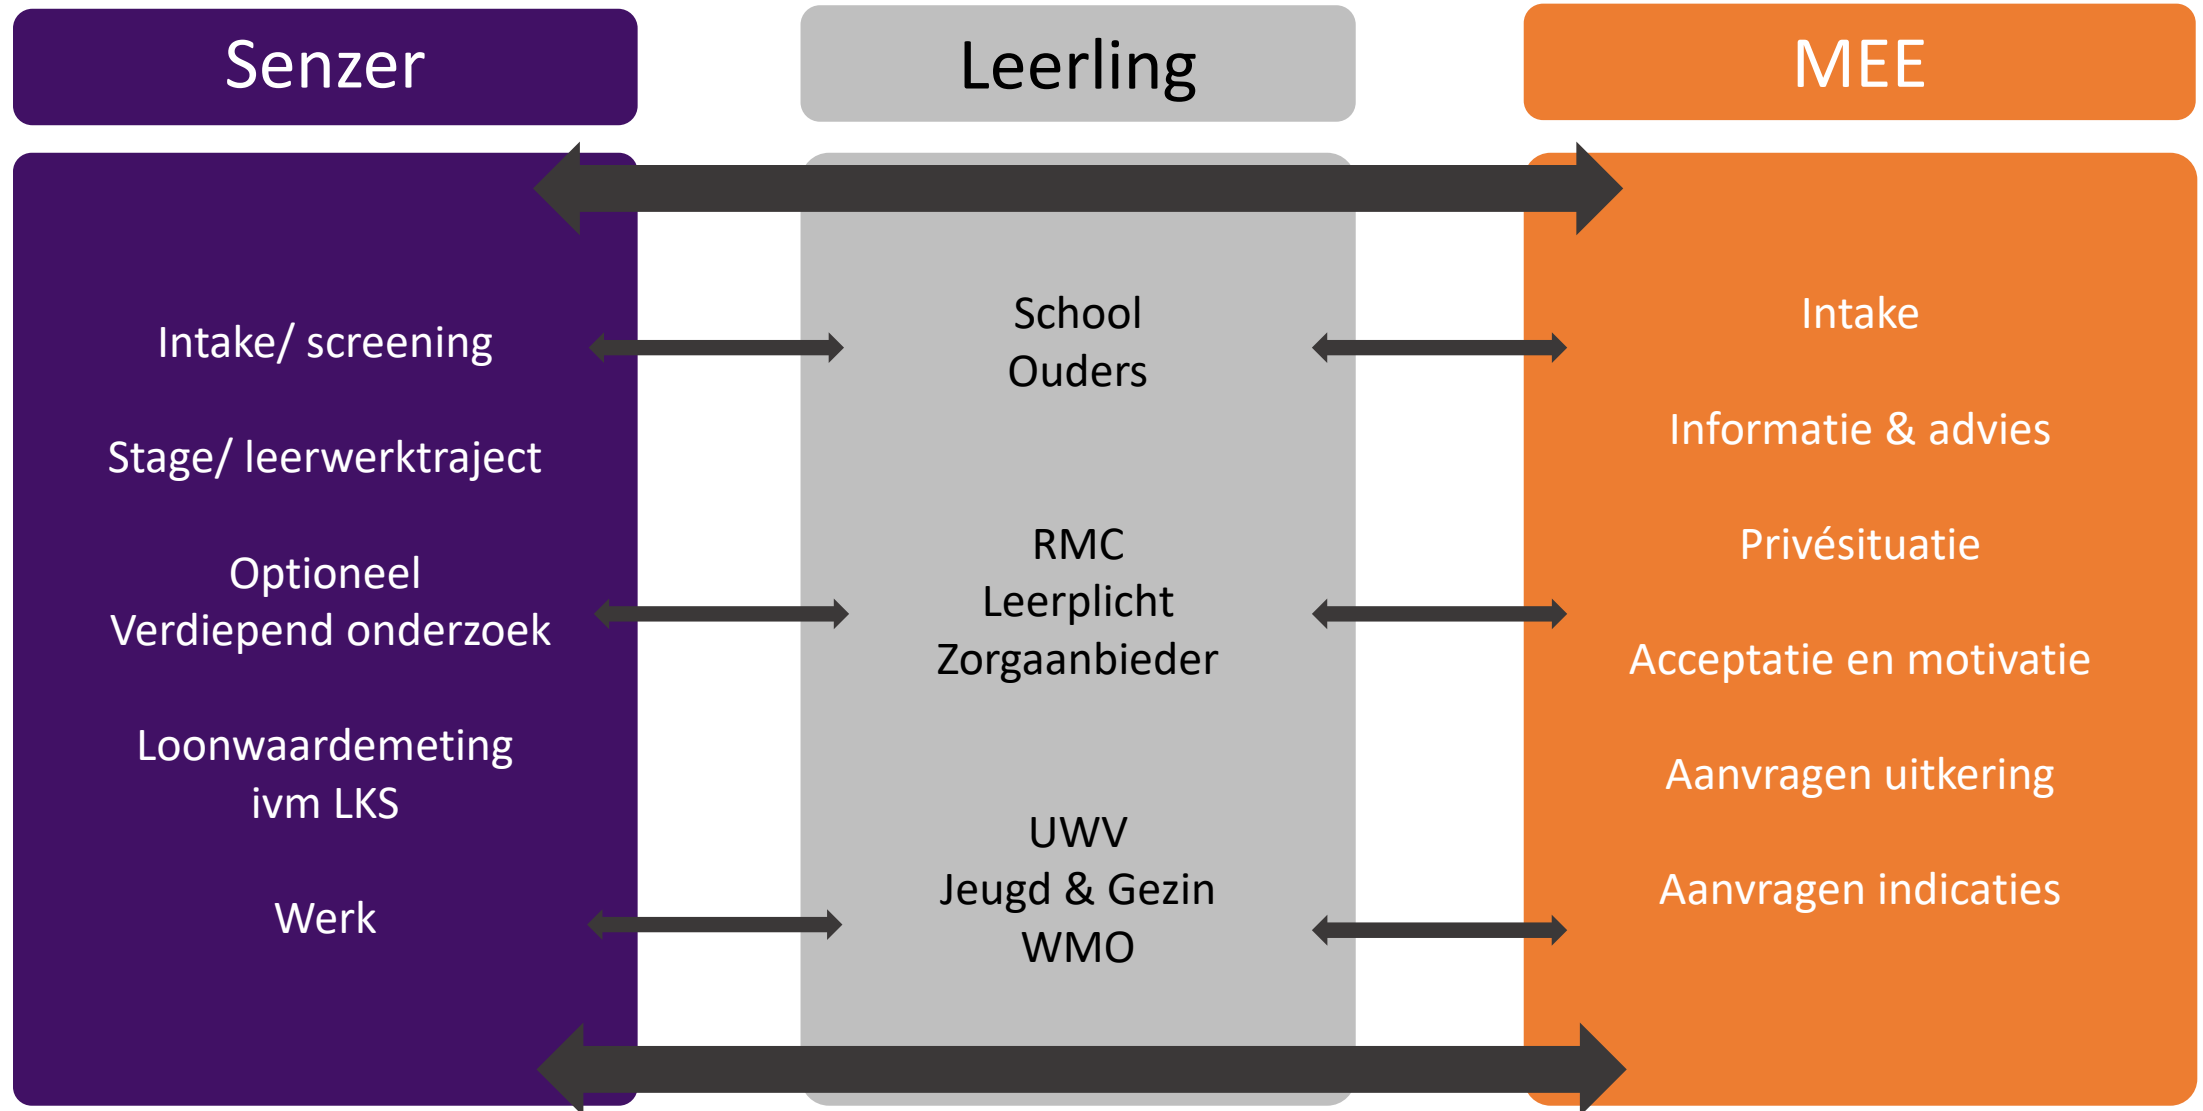 Senzer
Intake/ screening
Stage/ leerwerktraject
Optioneel
Verdiepend onderzoek
Loonwaardemeting
ivm LKS
Werk
Leerling
School
Ouders
RMC
Leerplicht
Zorgaanbieder
UWV
Jeugd & Gezin
WMO
MEE
Intake
Informatie & advies
Privésituatie
Acceptatie en motivatie
Aanvragen uitkering
Aanvragen indicaties